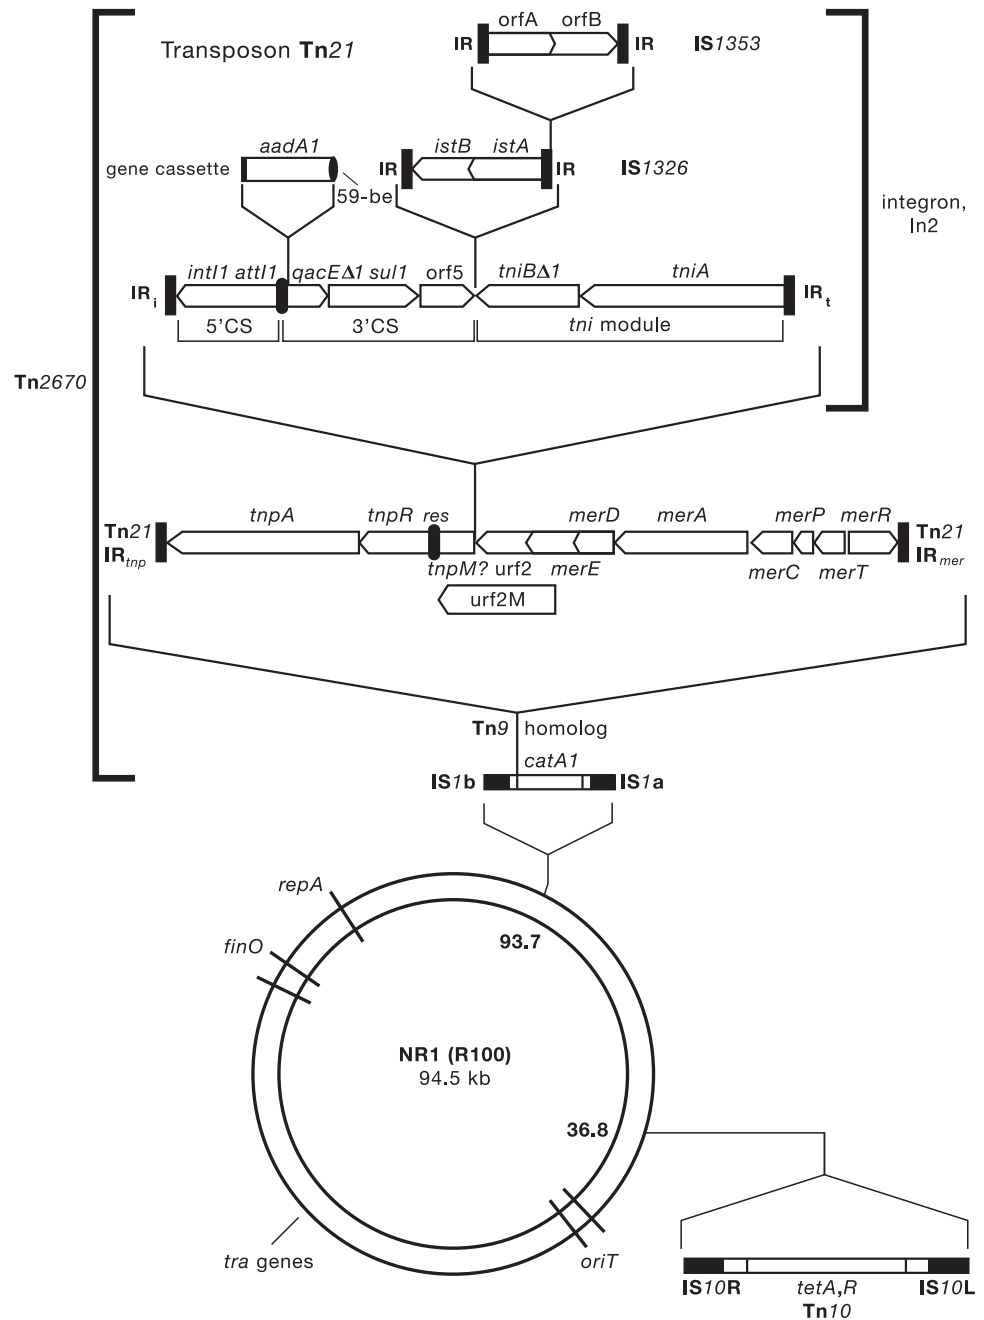 orfA orfB
Transposon Tn21
IR IR IS1353
aadA1
istB istA
gene cassette
IR IR IS1326
59-be
integron,
In2
intI1 attI1 qacEΔ1 sul1 orf5 tniBΔ1 tniA
IRi IRt
5’CS 3’CS tni module
Tn2670
tnpA tnpR res merD merA merP merR
Tn21 Tn21
IRtnp IRmer
tnpM? urf2 merE merC merT
urf2M
Tn9 homolog
catA1
IS1b IS1a
repA
finO
93.7
NR1 (R100)
94.5 kb
36.8
tra genes oriT
IS10R tetA,R IS10L
Tn10